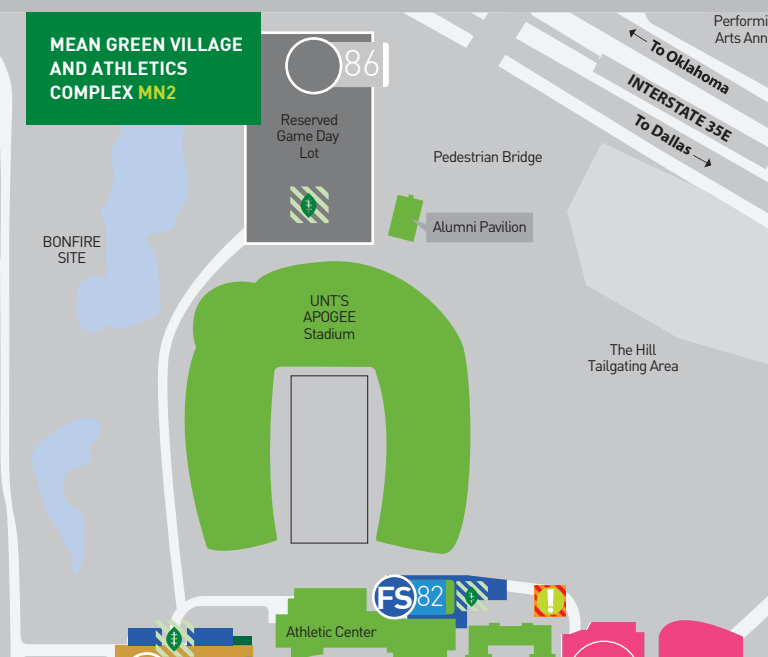 MEAN GREEN VILLAGE
AND ATHLETICS
COMPLEX MN2
86
Reserved
Game Day
Lot
Performi
Arts Ann
To Oklahoma
INTERSTATE 35E
To Dallas
Pedestrian Bridge
Alumni Pavilion
BONFIRE
SITE
UNT'S
APOGEE
Stadium
The Hill
Tailgating Area
FS 82
!
Athletic Center